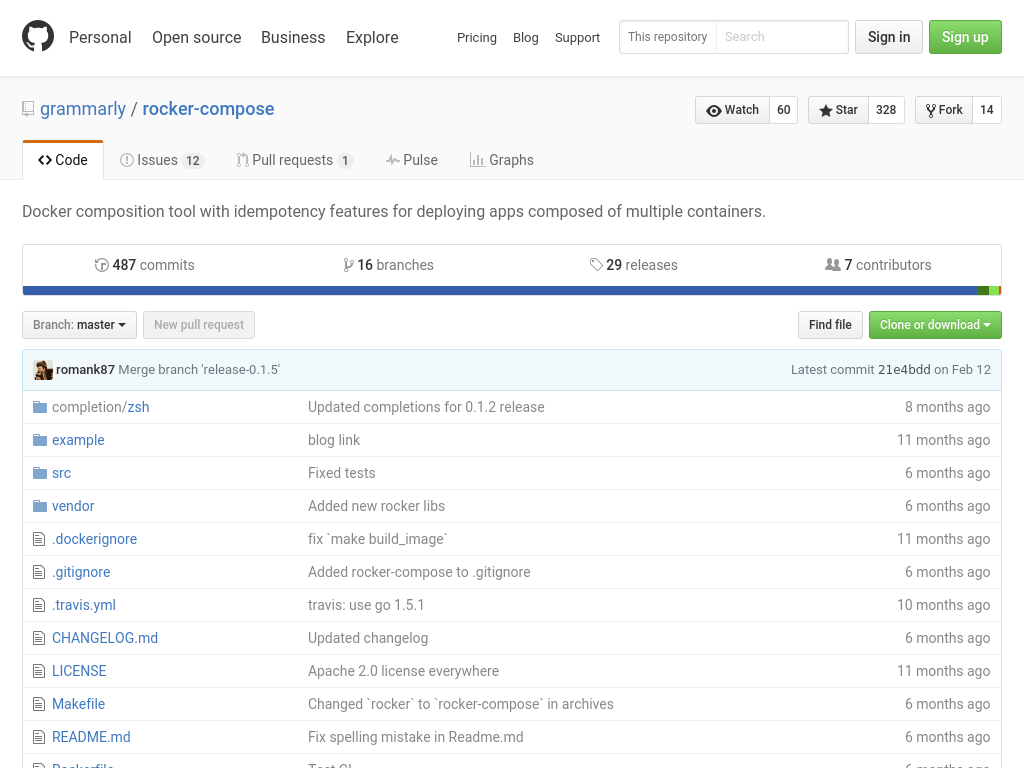 Personal Open source Business Explore Pricing Blog Support This repository Search Sign in Sign up
grammarly / rocker-compose Watch 60 Star 328 Fork 14
Code Issues 12 Pull requests 1 Pulse Graphs
Docker composition tool with idempotency features for deploying apps composed of multiple containers.
487 commits 16 branches 29 releases 7 contributors
Branch: master New pull request Find file Clone or download
romank87 Merge branch 'release-0.1.5' Latest commit 21e4bdd on Feb 12
completion/zsh Updated completions for 0.1.2 release 8 months ago
example blog link 11 months ago
src Fixed tests 6 months ago
vendor Added new rocker libs 6 months ago
.dockerignore fix `make build_image` 11 months ago
.gitignore Added rocker-compose to .gitignore 6 months ago
.travis.yml travis: use go 1.5.1 10 months ago
CHANGELOG.md Updated changelog 6 months ago
LICENSE Apache 2.0 license everywhere 11 months ago
Makefile Changed `rocker` to `rocker-compose` in archives 6 months ago
README.md Fix spelling mistake in Readme.md 6 months ago